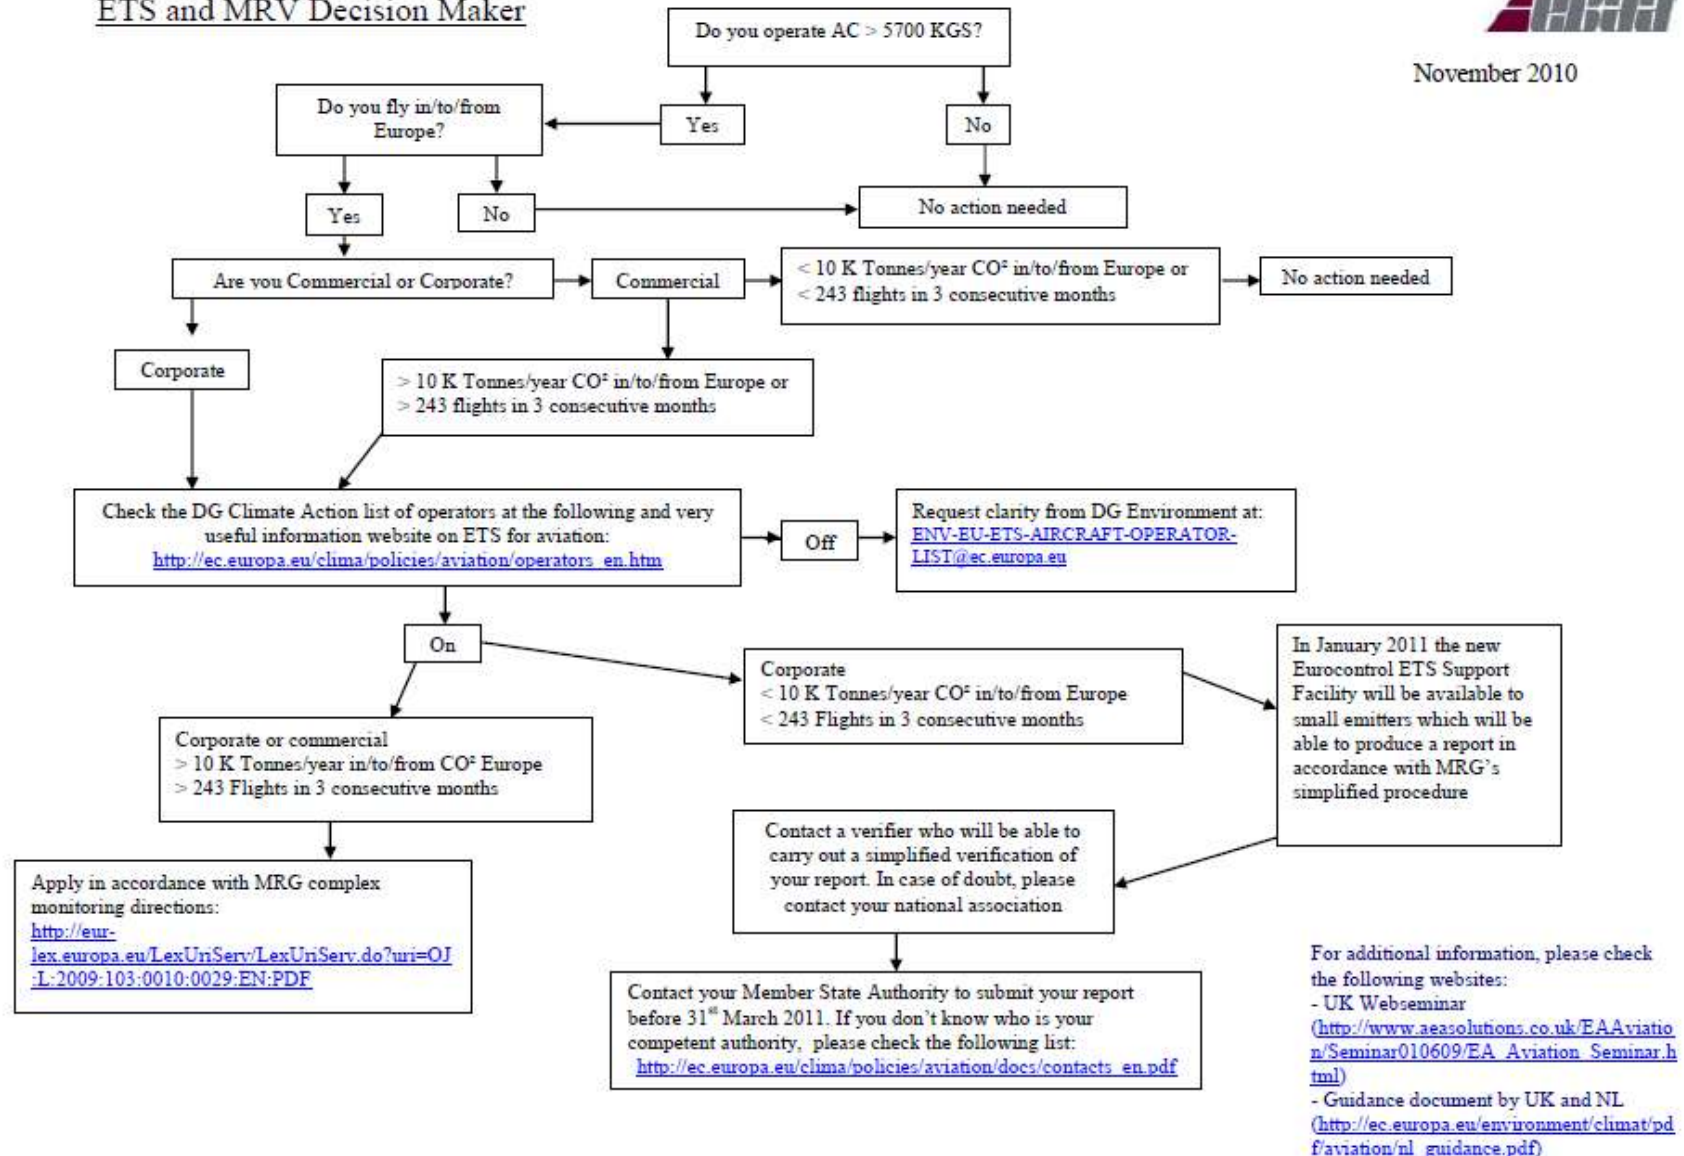 ETS and MRV Decision Maker
ebaa
November 2010
Do you operate AC > 5700 KGS?
Do you fly in/to/from
Europe?
Yes
No
Yes
No
No action needed
Are you Commercial or Corporate?
Commercial
< 10 K Tonnes/year CO² in/to/from Europe or
< 243 flights in 3 consecutive months
No action needed
Corporate
> 10 K Tonnes/year CO² in/to/from Europe or
> 243 flights in 3 consecutive months
Check the DG Climate Action list of operators at the following and very
useful information website on ETS for aviation:
http://ec.europa.eu/clima/policies/aviation/operators_en.htm
Off
Request clarity from DG Environment at:
ENV-EU-ETS-AIRCRAFT-OPERATOR-
LIST@ec.europa.eu
On
Corporate
< 10 K Tonnes/year CO² in/to/from Europe
< 243 Flights in 3 consecutive months
In January 2011 the new
Eurocontrol ETS Support
Facility will be available to
small emitters which will be
able to produce a report in
accordance with MRG's
simplified procedure
Corporate or commercial
> 10 K Tonnes/year in/to/from CO² Europe
> 243 Flights in 3 consecutive months
Contact a verifier who will be able to
carry out a simplified verification of
your report. In case of doubt, please
contact your national association
Apply in accordance with MRG complex
monitoring directions:
http://eur-
lex.europa.eu/LexUriServ/LexUriServ.do?uri=OJ
:L:2009:103:0010:0029:EN:PDF
Contact your Member State Authority to submit your report
before 31st March 2011. If you don't know who is your
competent authority, please check the following list:
http://ec.europa.eu/clima/policies/aviation/docs/contacts_en.pdf
For additional information, please check
the following websites:
- UK Webseminar
(http://www.aeasolutions.co.uk/EAAviatio
n/Seminar010609/EA_Aviation_Seminar.h
tml)
- Guidance document by UK and NL
(http://ec.europa.eu/environment/climat/pd
f/aviation/nl_guidance.pdf)